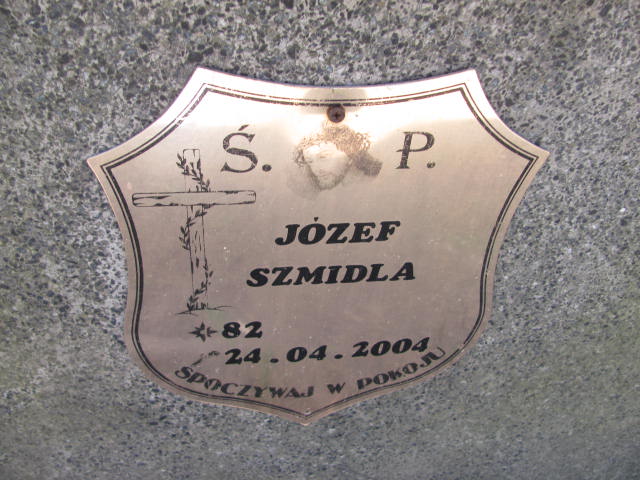 Ś. P.
JÓZEF
SZMIDLA
82
24.04.2004
SPOCZYWAJ W POKOJU